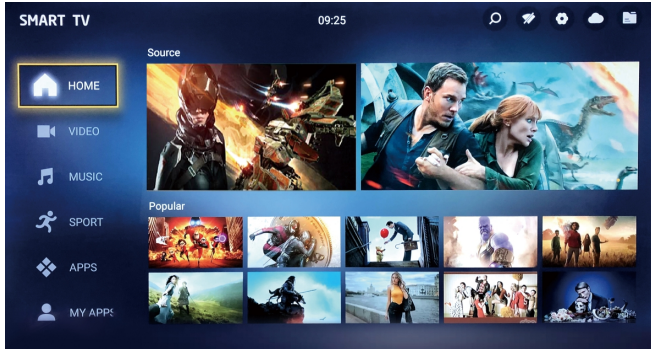 SMART TV
09:25
Source
HOME
VIDEO
MUSIC
SPORT
Popular
APPS
MY APPS